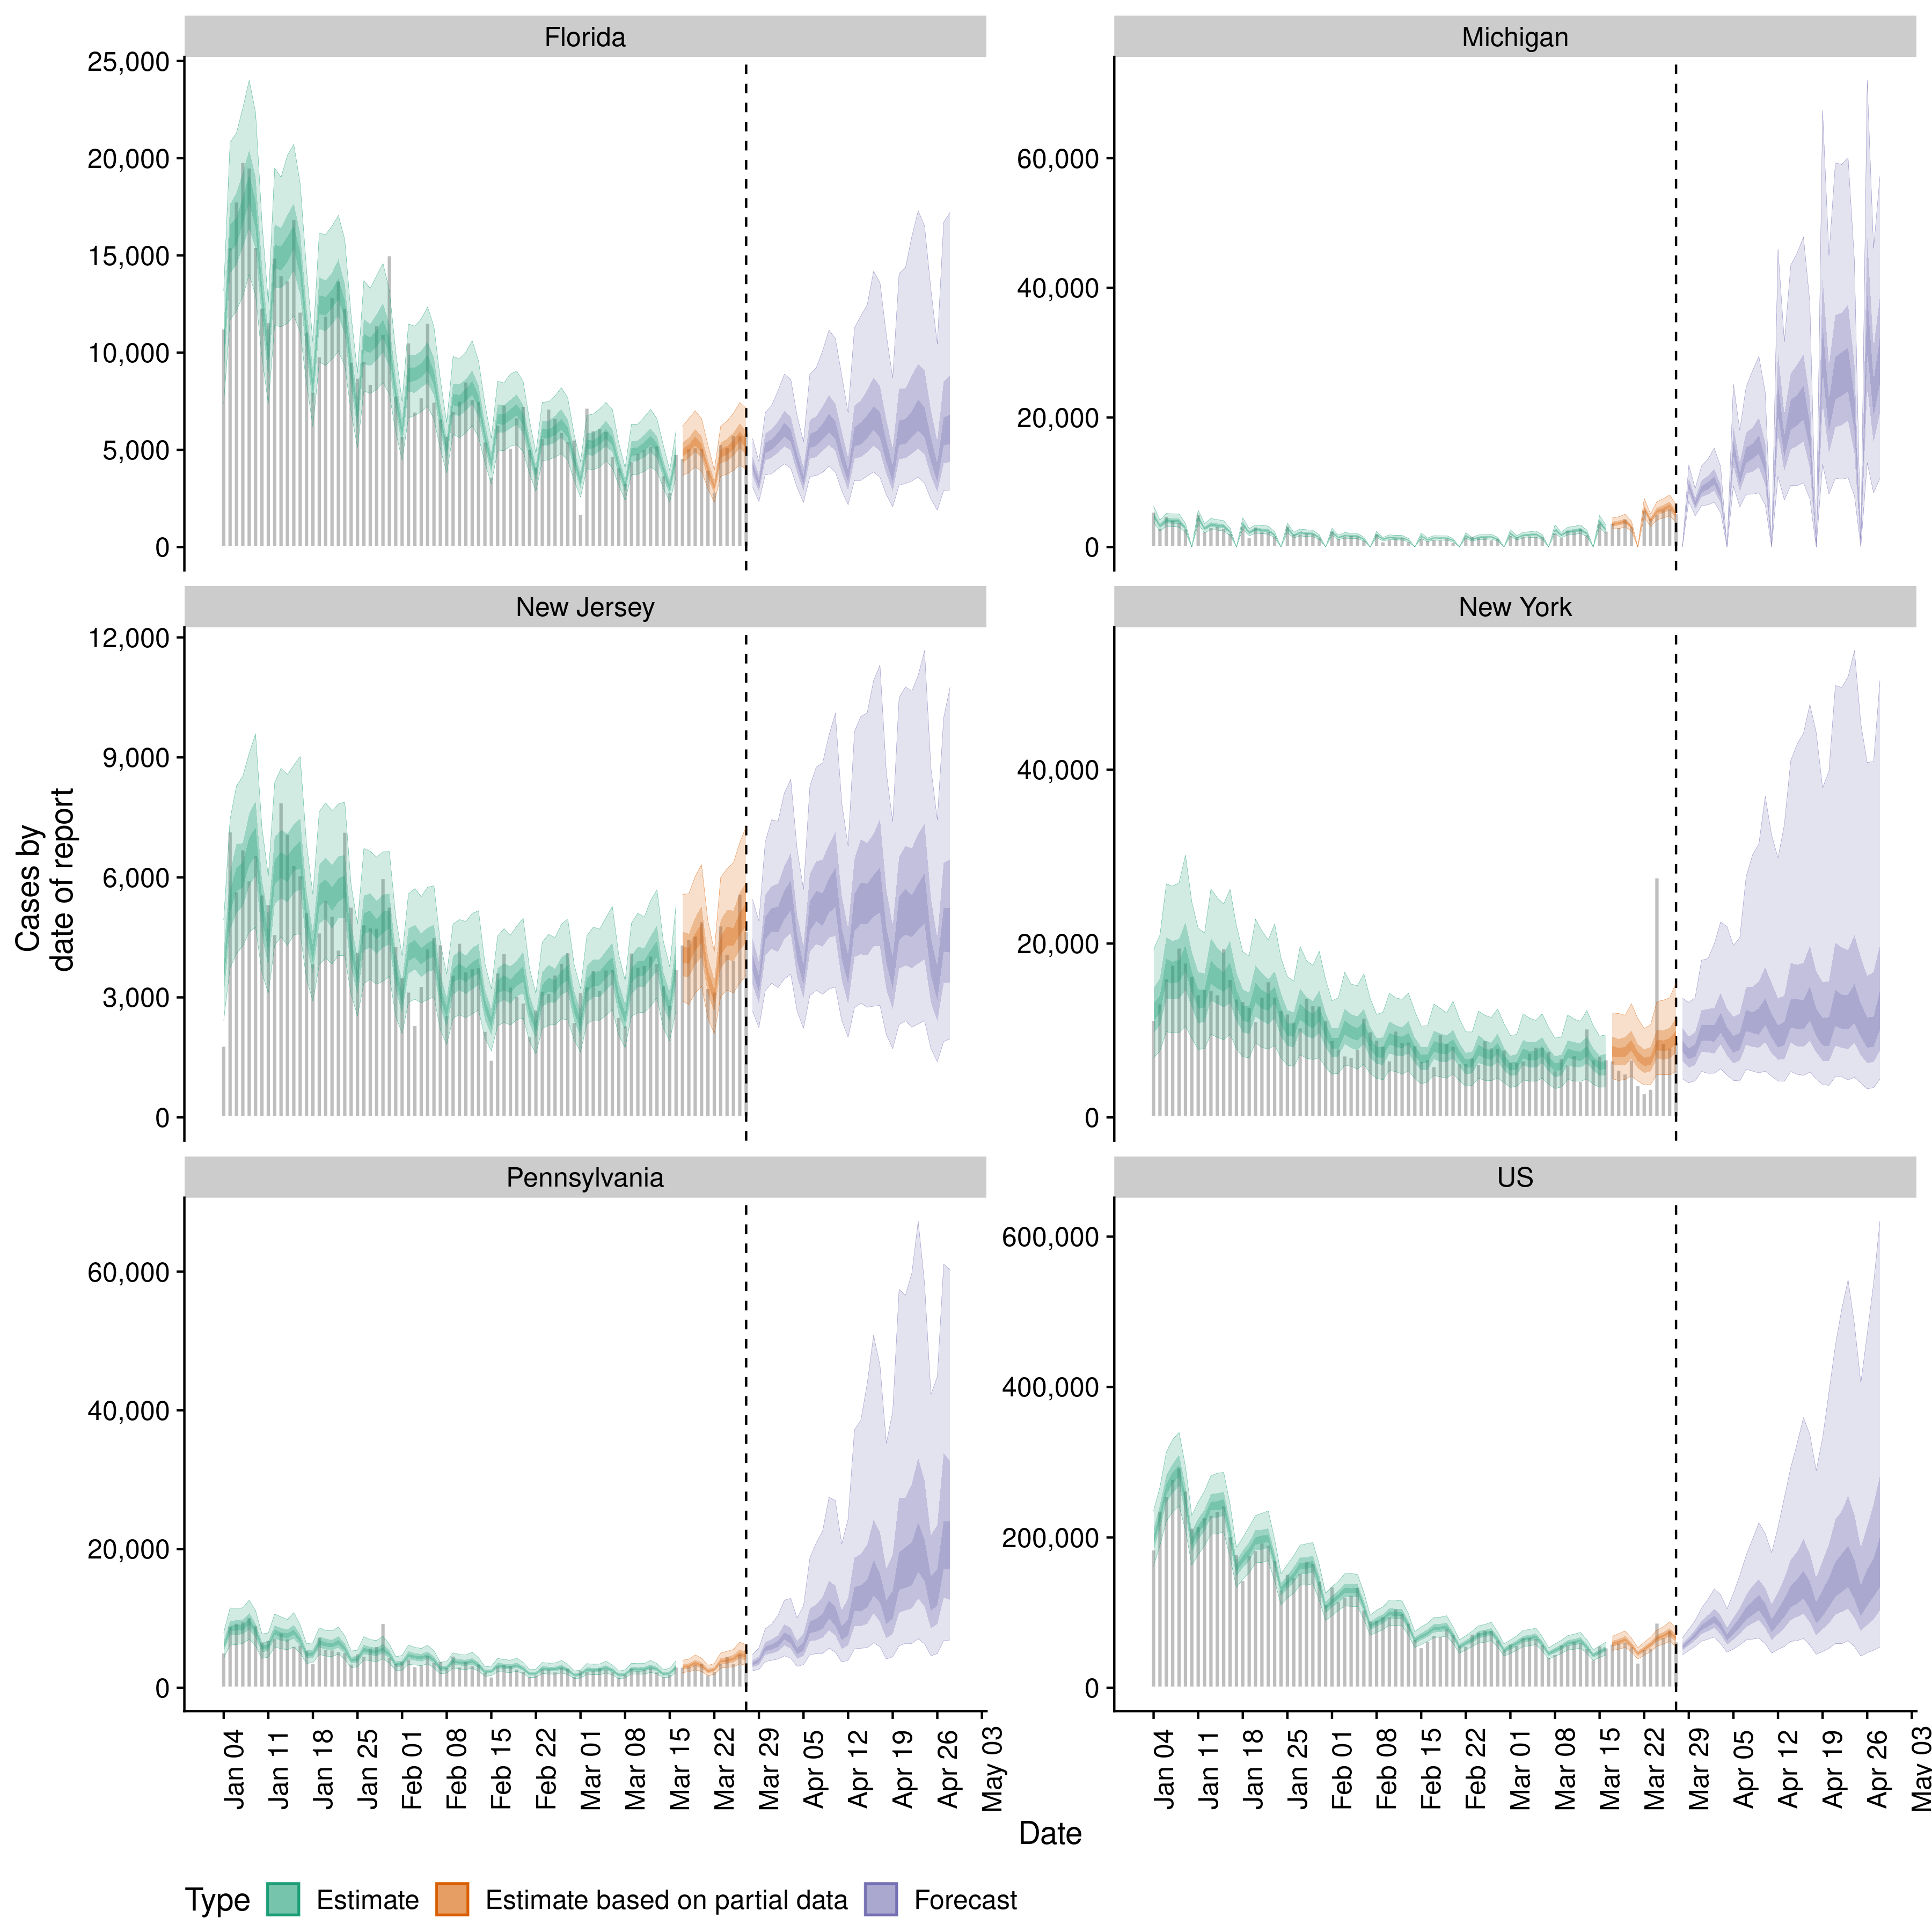 Florida
Michigan
25,000
20,000
15,000
10,000
5,000
0
60,000
40,000
20,000
0
New Jersey
New York
12,000
9,000
6,000
3,000
0
40,000
20,000
0
Cases by
date of report
Pennsylvania
US
60,000
40,000
20,000
0
600,000
400,000
200,000
0
Jan 04
Jan 11
Jan 18
Jan 25
Feb 01
Feb 08
Feb 15
Feb 22
Mar 01
Mar 08
Mar 15
Mar 22
Mar 29
Apr 05
Apr 12
Apr 19
Apr 26
May 03
Jan 04
Jan 11
Jan 18
Jan 25
Feb 01
Feb 08
Feb 15
Feb 22
Mar 01
Mar 08
Mar 15
Mar 22
Mar 29
Apr 05
Apr 12
Apr 19
Apr 26
May 03
Date
Type Estimate Estimate based on partial data Forecast